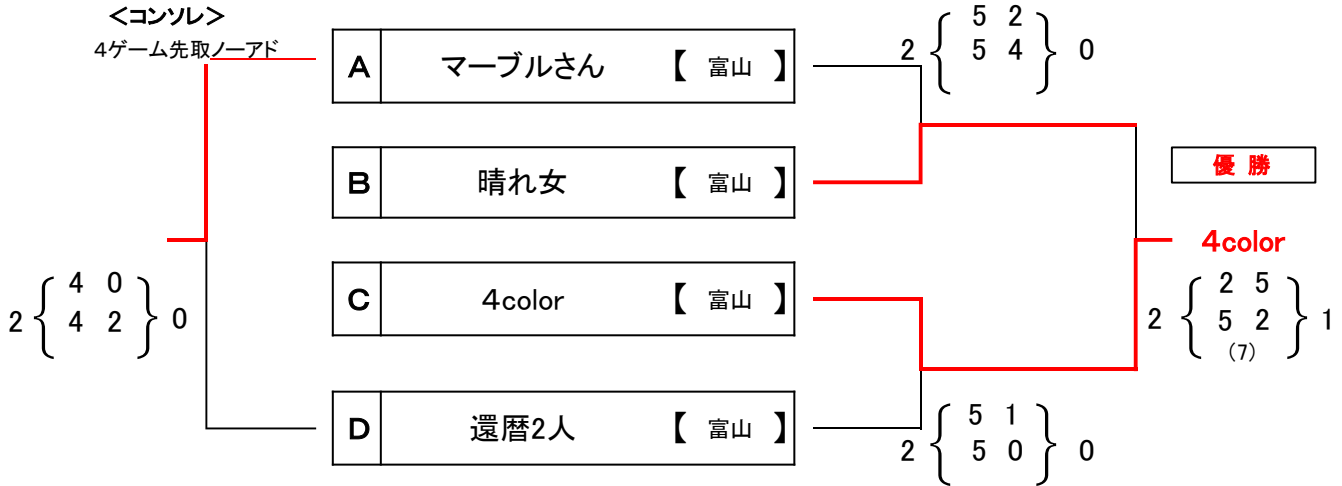 <コンソレ>
4ゲーム先取ノーアド
A マーブルさん 【 富山 】
B 晴れ女 【 富山 】
C 4color 【 富山 】
D 還暦2人 【 富山 】
5 2
2 5 4 0
優 勝
4color
2 5
2 5 2 1
(7)
4 0
2 4 2 0
5 1
2 5 0 0